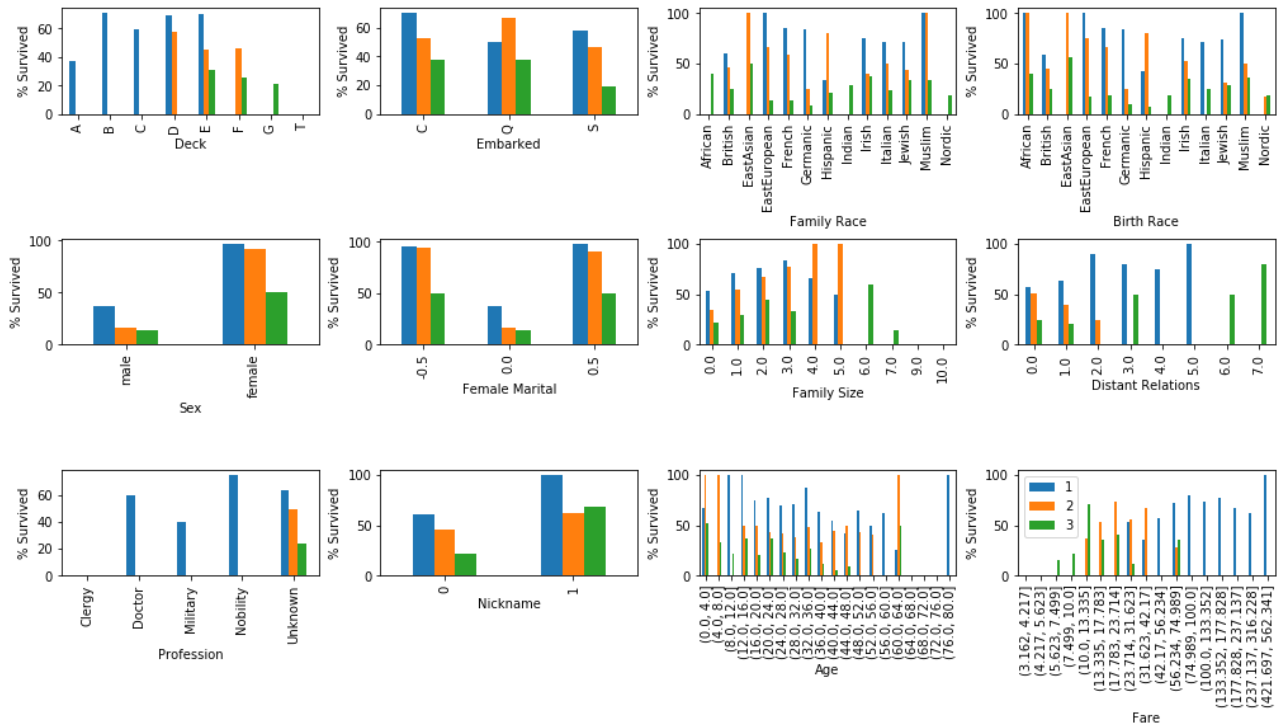 % Survived
60
40
20
0
A
B
C
D
E
F
G
T
Deck
% Survived
60
40
20
0
C
Q
S
Embarked
% Survived
100
50
0
African
British
EastAsian
EastEuropean
French
Germanic
Hispanic
Indian
Irish
Italian
Jewish
Muslim
Nordic
Family Race
% Survived
100
50
0
African
British
EastAsian
EastEuropean
French
Germanic
Hispanic
Indian
Irish
Italian
Jewish
Muslim
Nordic
Birth Race
% Survived
100
50
0
male
female
Sex
% Survived
100
50
0
-0.5
0.0
0.5
Female Marital
% Survived
100
50
0
0.0
1.0
2.0
3.0
4.0
5.0
6.0
7.0
9.0
10.0
Family Size
% Survived
100
50
0
0.0
1.0
2.0
3.0
4.0
5.0
6.0
7.0
Distant Relations
% Survived
60
40
20
0
Clergy
Doctor
Military
Nobility
Unknown
Profession
% Survived
100
50
0
0
1
Nickname
% Survived
100
50
0
(0.0, 4.0]
(4.0, 8.0]
(8.0, 12.0]
(12.0, 16.0]
(16.0, 20.0]
(20.0, 24.0]
(24.0, 28.0]
(28.0, 32.0]
(32.0, 36.0]
(36.0, 40.0]
(40.0, 44.0]
(44.0, 48.0]
(48.0, 52.0]
(52.0, 56.0]
(56.0, 60.0]
(60.0, 64.0]
(64.0, 68.0]
(68.0, 72.0]
(72.0, 76.0]
(76.0, 80.0]
Age
% Survived
100
50
0
1
2
3
(3.162, 4.217]
(4.217, 5.623]
(5.623, 7.499]
(7.499, 10.0]
(10.0, 13.335]
(13.335, 17.783]
(17.783, 23.714]
(23.714, 31.623]
(31.623, 42.17]
(42.17, 56.234]
(56.234, 74.989]
(74.989, 100.0]
(100.0, 133.352]
(133.352, 177.828]
(177.828, 237.137]
(237.137, 316.228]
(421.697, 562.341]
Fare